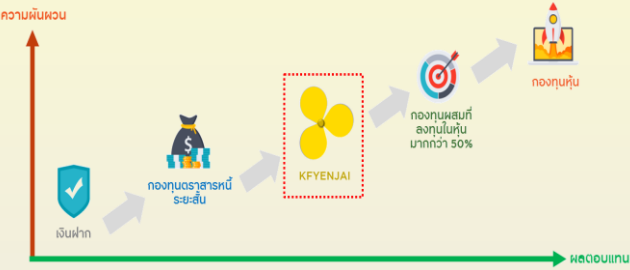 ความผันผวน
กองทุนหุ้น
กองทุนผสมที่
ลงทุนในหุ้น
มากกว่า 50%
KFYENJAI
$
กองทุนตราสารหนี้
ระยะสั้น
เงินฝาก
ผลตอบแทน